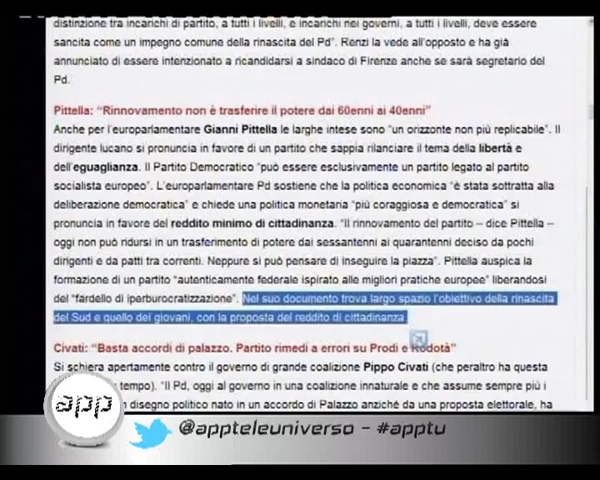 distinzione tra incarichi di partito, a tutti i livelli, e incarichi nei governi, a tutti i livelli, deve essere
sancita come un impegno comune della rinascita del Pd". Renzi la vede all'opposto e ha già
annunciato di essere intenzionato a ricandidarsi a sindaco di Firenze anche se sarà segretario del
Pd.
Pittella: "Rinnovamento non è trasferire il potere dai 60enni ai 40enni"
Anche per l'europarlamentare Gianni Pittella le larghe intese sono "un orizzonte non più replicabile". Il
dirigente lucano si pronuncia in favore di un partito che sappia rilanciare il tema della libertà e
dell'eguaglianza. Il Partito Democratico "può essere esclusivamente un partito legato al partito
socialista europeo". L'europarlamentare Pd sostiene che la politica economica "è stata sottratta alla
deliberazione democratica" e chiede una politica monetaria "più coraggiosa e democratica" si
pronuncia in favore del reddito minimo di cittadinanza. "Il rinnovamento del partito – dice Pittella –
oggi non può ridursi in un trasferimento di potere dai sessantenni ai quarantenni deciso da pochi
dirigenti e da patti tra correnti. Neppure si può pensare di inseguire la piazza". Pittella auspica la
formazione di un partito "autenticamente federale ispirato alle migliori pratiche europee" liberandosi
del "fardello di iperburocratizzazione". Nel suo documento trova largo spazio l'obiettivo della rinascita
del Sud e quello dei giovani, con la proposta del reddito di cittadinanza
Civati: "Basta accordi di palazzo. Partito rimedi a errori su Prodi e Rodotà"
Si schiera apertamente contro il governo di grande coalizione Pippo Civati (che peraltro ha questa
tempo). "Il Pd, oggi al governo in una coalizione innaturale e che assume sempre più i
disegno politico nato in un accordo di Palazzo anziché da una proposta elettorale, ha
app
@appteleuniverso - #apptu